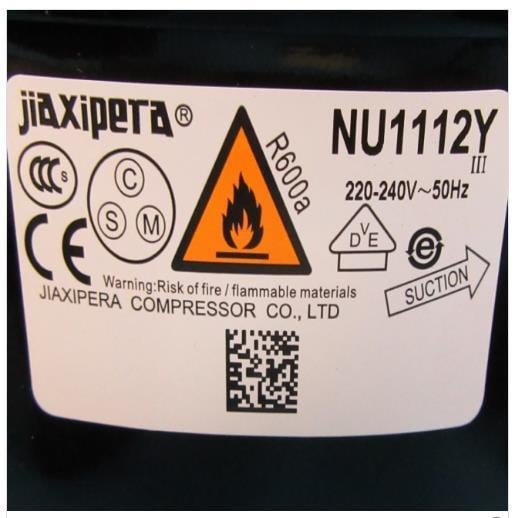 jiaxipera®
NU1112Y
III
R600a
220-240V~50Hz
CCC S
C
S M
DVE
e
CE
SUCTION
Warning:Risk of fire / flammable materials
JIAXIPERA COMPRESSOR CO., LTD